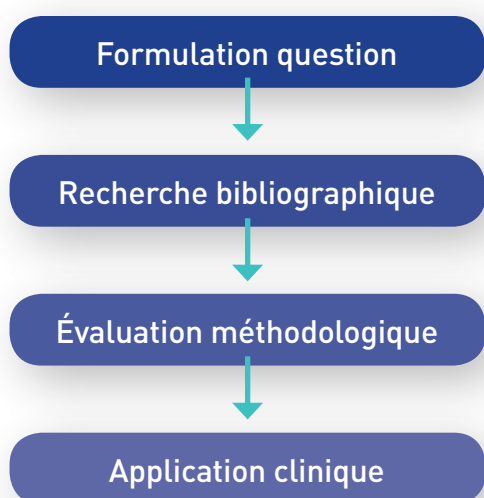 Formulation question
Recherche bibliographique
Évaluation méthodologique
Application clinique